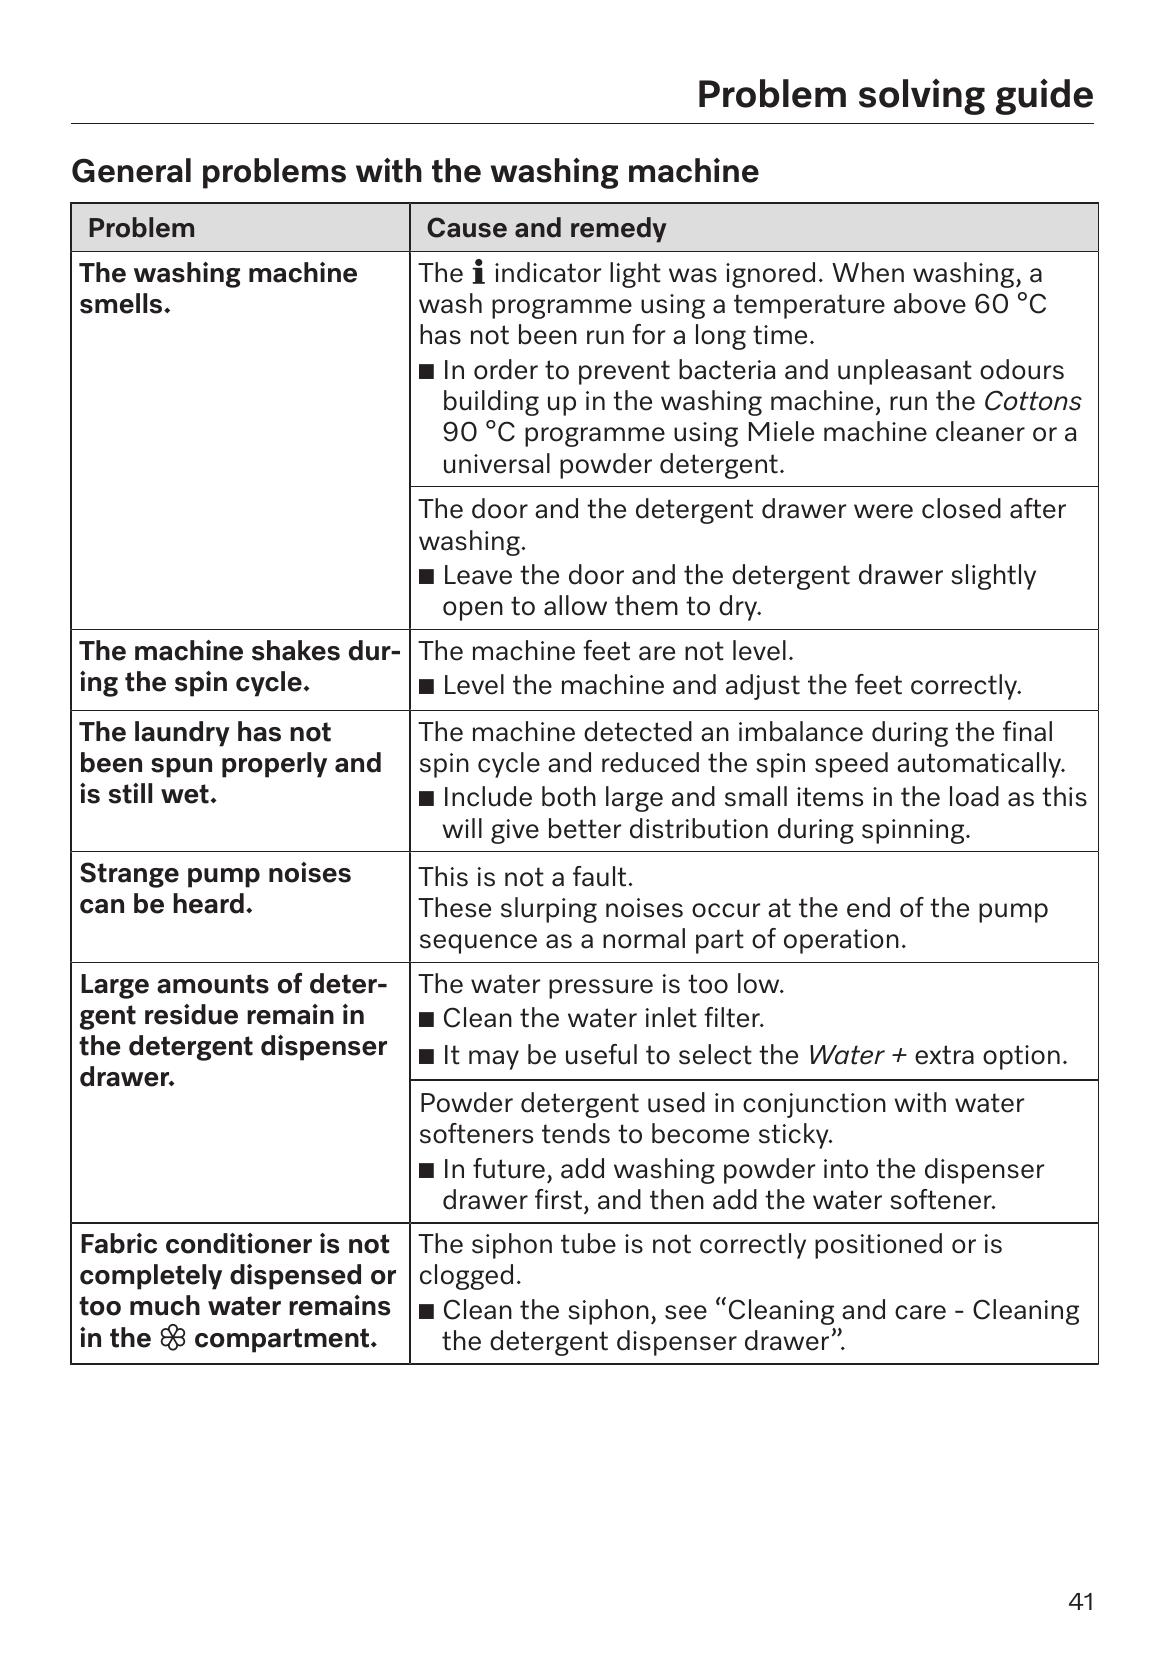 Problem solving guide
General problems with the washing machine
Problem
Cause and remedy
The washing machine
smells.
The i indicator light was ignored. When washing, a
wash programme using a temperature above 60 °C
has not been run for a long time.
■ In order to prevent bacteria and unpleasant odours
building up in the washing machine, run the Cottons
90 °C programme using Miele machine cleaner or a
universal powder detergent.
The door and the detergent drawer were closed after
washing.
■ Leave the door and the detergent drawer slightly
open to allow them to dry.
The machine shakes dur-
ing the spin cycle.
The machine feet are not level.
■ Level the machine and adjust the feet correctly.
The laundry has not
been spun properly and
is still wet.
The machine detected an imbalance during the final
spin cycle and reduced the spin speed automatically.
■ Include both large and small items in the load as this
will give better distribution during spinning.
Strange pump noises
can be heard.
This is not a fault.
These slurping noises occur at the end of the pump
sequence as a normal part of operation.
Large amounts of deter-
gent residue remain in
the detergent dispenser
drawer.
The water pressure is too low.
■ Clean the water inlet filter.
■ It may be useful to select the Water + extra option.
Powder detergent used in conjunction with water
softeners tends to become sticky.
■ In future, add washing powder into the dispenser
drawer first, and then add the water softener.
Fabric conditioner is not
completely dispensed or
too much water remains
in the ❀ compartment.
The siphon tube is not correctly positioned or is
clogged.
■ Clean the siphon, see “Cleaning and care - Cleaning
the detergent dispenser drawer”.
41